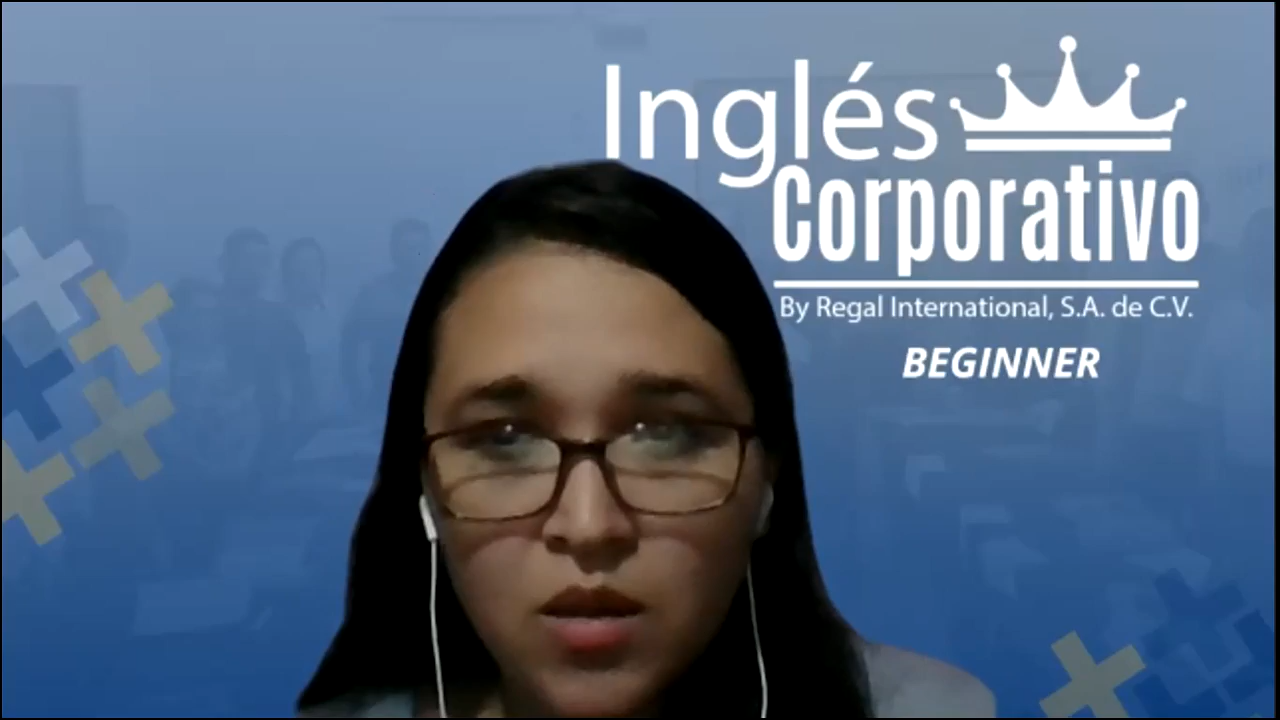 Inglés
Corporativo
By Regal International, S.A. de C.V.
BEGINNER